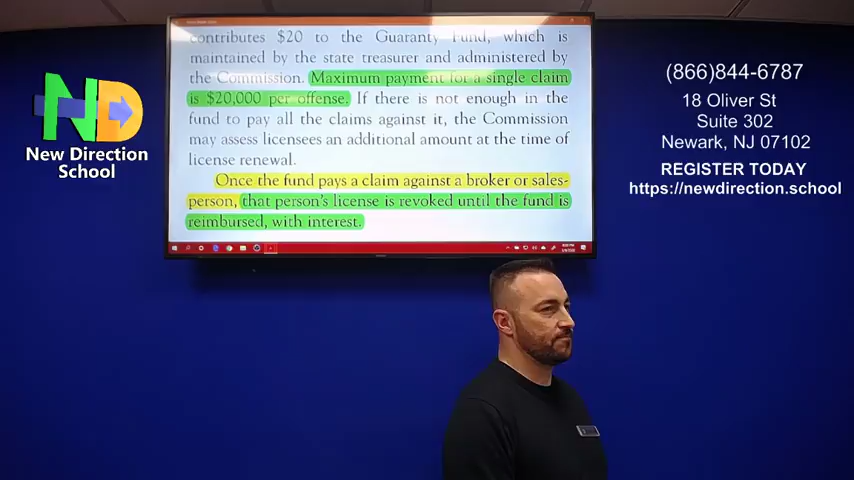 contributes $20 to the Guaranty Fund, which is
maintained by the state treasurer and administered by
the Commission. Maximum payment for a single claim
is $20,000 per offense. If there is not enough in the
fund to pay all the claims against it, the Commission
may assess licensees an additional amount at the time of
license renewal.
Once the fund pays a claim against a broker or sales-
person, that person's license is revoked until the fund is
reimbursed, with interest.
ND
New Direction
School
(866)844-6787
18 Oliver St
Suite 302
Newark, NJ 07102
REGISTER TODAY
https://newdirection.school